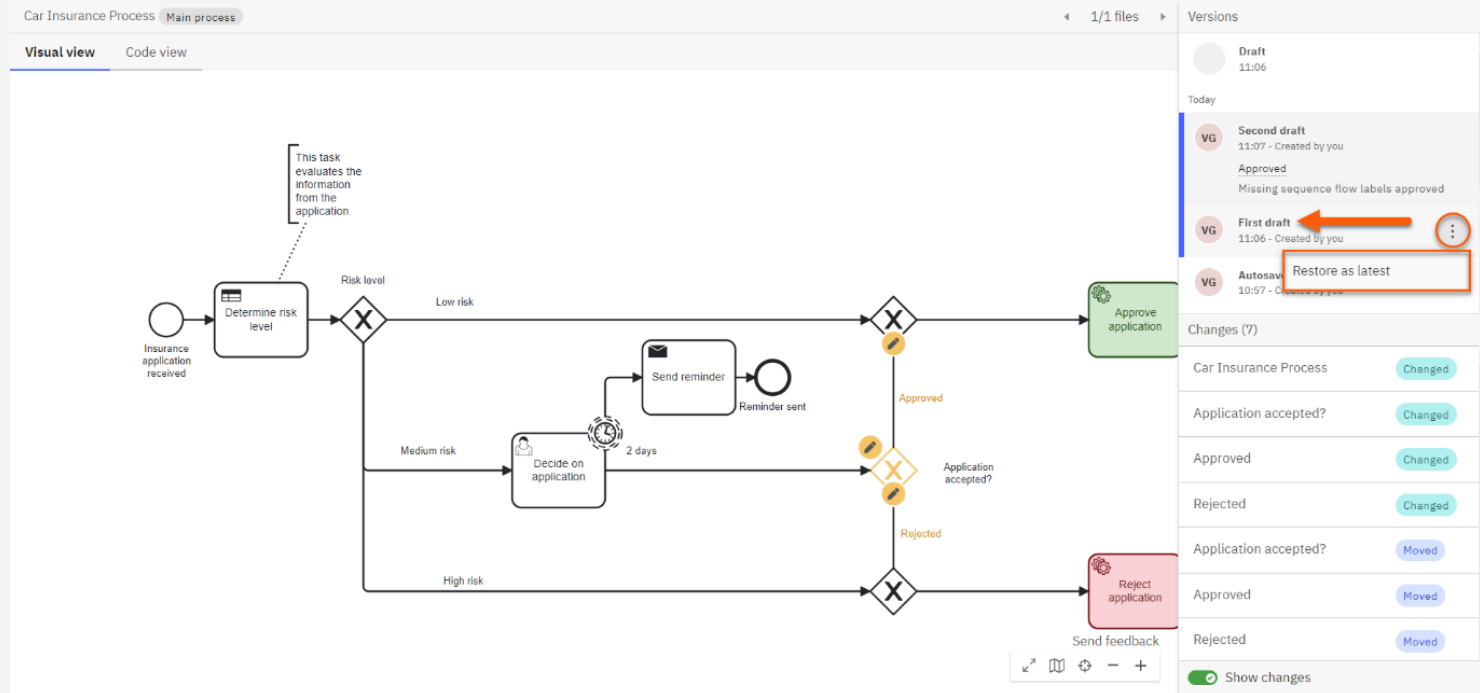 Car Insurance Process Main process
1/1 files
Versions
Visual view
Code view
Draft
11:06
Today
VG
Second draft
11:07 - Created by you
Approved
Missing sequence flow labels approved
VG
First draft
11:06 - Created by you
Restore as latest
VG
Autosave
10:57 - Created by you
Changes (7)
Car Insurance Process Changed
Application accepted? Changed
Approved Changed
Rejected Changed
Application accepted? Moved
Approved Moved
Rejected Moved
Show changes
This task
evaluates the
information
from the
application.
Insurance
application
received
Determine risk
level
Risk level
Low risk
Approve
application
Send reminder
Reminder sent
Approved
Medium risk
Decide on
application
2 days
Application
accepted?
Rejected
High risk
Reject
application
Send feedback